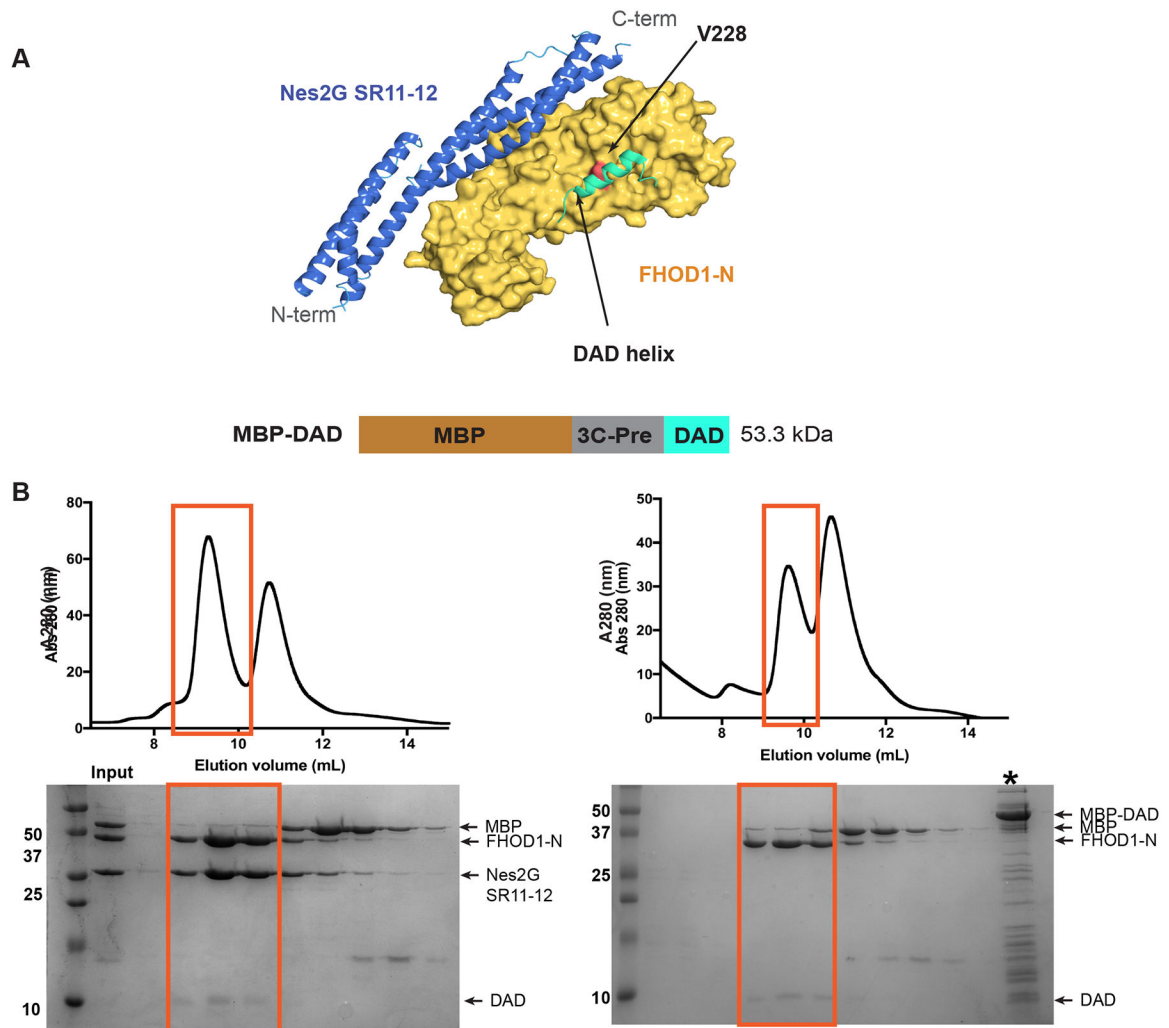 A
C-term
V228
Nes2G SR11-12
FHOD1-N
N-term
DAD helix
MBP-DAD MBP 3C-Pre DAD 53.3 kDa
B
80
60
40
20
0
A280 (nm)
Abs 280 (nm)
8 10 12 14
Elution volume (mL)
50
40
30
20
10
0
A280 (nm)
Abs 280 (nm)
8 10 12 14
Elution volume (mL)
Input
50
37
25
10
MBP
FHOD1-N
Nes2G
SR11-12
DAD
*
50
37
25
10
MBP-DAD
MBP
FHOD1-N
DAD